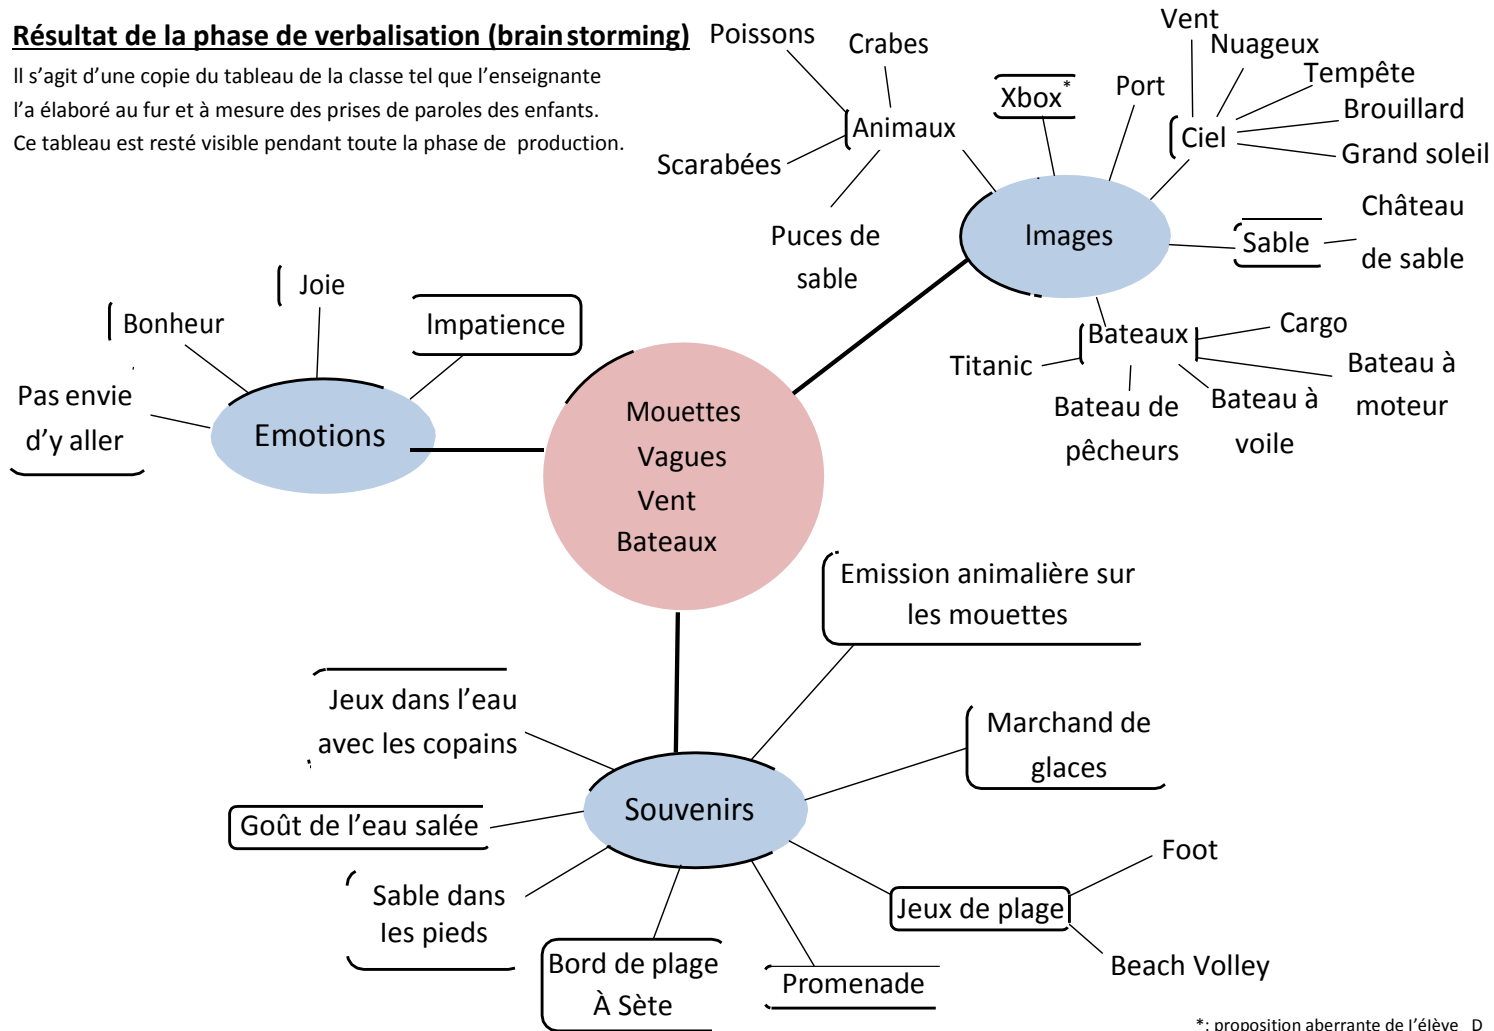 Résultat de la phase de verbalisation (brain storming)
Il s’agit d’une copie du tableau de la classe tel que l’enseignante
l’a élaboré au fur et à mesure des prises de paroles des enfants.
Ce tableau est resté visible pendant toute la phase de production.
Poissons
Crabes
Animaux
Scarabées
Puces de
sable
Xbox*
Port
Vent
Nuageux
Tempête
Brouillard
Ciel
Grand soleil
Images
Sable
Château
de sable
Bateaux
Cargo
Titanic
Bateau à
moteur
Bateau de
pêcheurs
Bateau à
voile
Joie
Bonheur
Impatience
Pas envie
d’y aller
Emotions
Mouettes
Vagues
Vent
Bateaux
Emission animalière sur
les mouettes
Jeux dans l’eau
avec les copains
Marchand de
glaces
Souvenirs
Goût de l’eau salée
Sable dans
les pieds
Bord de plage
À Sète
Promenade
Jeux de plage
Foot
Beach Volley
*: proposition aberrante de l’élève D